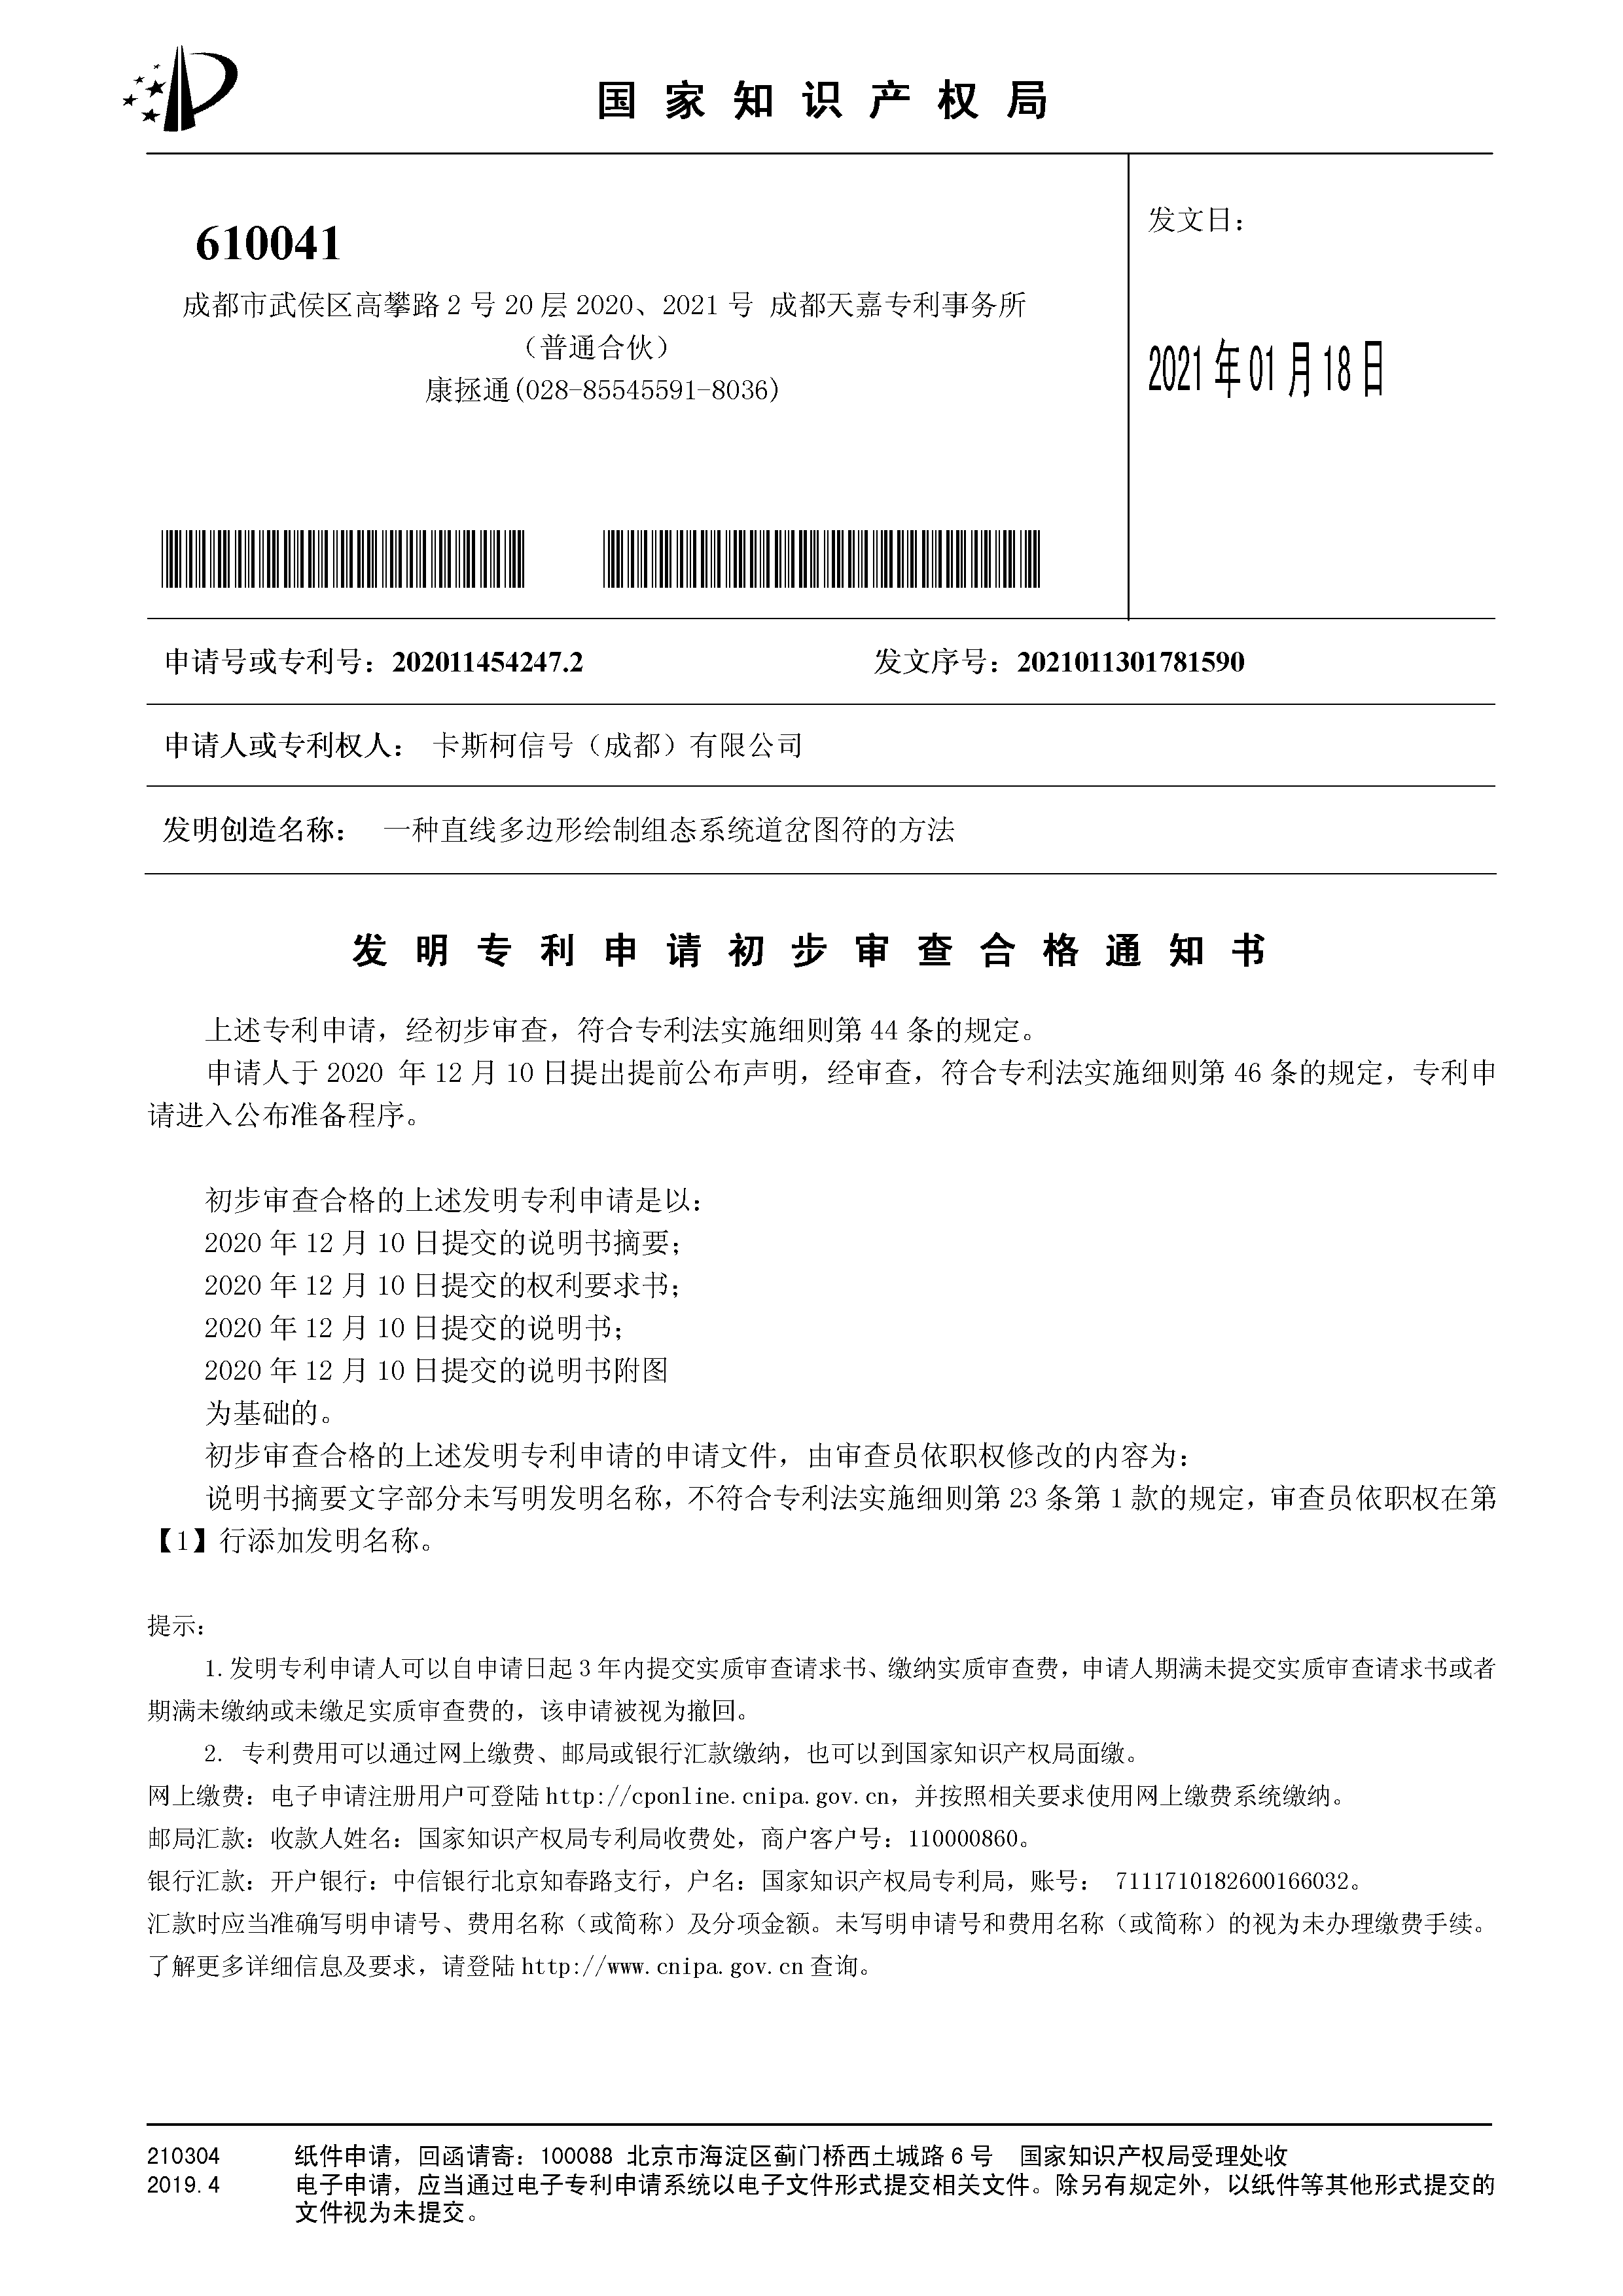 国家知识产权局
610041
发文日：
成都市武侯区高攀路 2 号 20 层 2020、2021 号 成都天嘉专利事务所
（普通合伙）
康拯通(028-85545591-8036)
2021 年 01 月 18 日
申请号或专利号：202011454247.2 发文序号：2021011301781590
申请人或专利权人： 卡斯柯信号（成都）有限公司
发明创造名称： 一种直线多边形绘制组态系统道岔图符的方法
发明专利申请初步审查合格通知书
上述专利申请，经初步审查，符合专利法实施细则第 44 条的规定。
申请人于 2020 年 12 月 10 日提出提前公布声明，经审查，符合专利法实施细则第 46 条的规定，专利申
请进入公布准备程序。
初步审查合格的上述发明专利申请是以：
2020 年 12 月 10 日提交的说明书摘要；
2020 年 12 月 10 日提交的权利要求书；
2020 年 12 月 10 日提交的说明书；
2020 年 12 月 10 日提交的说明书附图
为基础的。
初步审查合格的上述发明专利申请的申请文件，由审查员依职权修改的内容为：
说明书摘要文字部分未写明发明名称，不符合专利法实施细则第 23 条第 1 款的规定，审查员依职权在第
【1】行添加发明名称。
提示：
1. 发明专利申请人可以自申请日起 3 年内提交实质审查请求书、缴纳实质审查费，申请人期满未提交实质审查请求书或者
期满未缴纳或未缴足实质审查费的，该申请被视为撤回。
2. 专利费用可以通过网上缴费、邮局或银行汇款缴纳，也可以到国家知识产权局面缴。
网上缴费：电子申请注册用户可登陆 http://cponline.cnipa.gov.cn，并按照相关要求使用网上缴费系统缴纳。
邮局汇款：收款人姓名：国家知识产权局专利局收费处，商户客户号：110000860。
银行汇款：开户银行：中信银行北京知春路支行，户名：国家知识产权局专利局，账号： 7111710182600166032。
汇款时应当准确写明申请号、费用名称（或简称）及分项金额。未写明申请号和费用名称（或简称）的视为未办理缴费手续。
了解更多详细信息及要求，请登陆 http://www.cnipa.gov.cn 查询。
210304 纸件申请，回函请寄：100088 北京市海淀区蓟门桥西土城路 6 号 国家知识产权局受理处收
2019.4 电子申请，应当通过电子专利申请系统以电子文件形式提交相关文件。除另有规定外，以纸件等其他形式提交的
文件视为未提交。